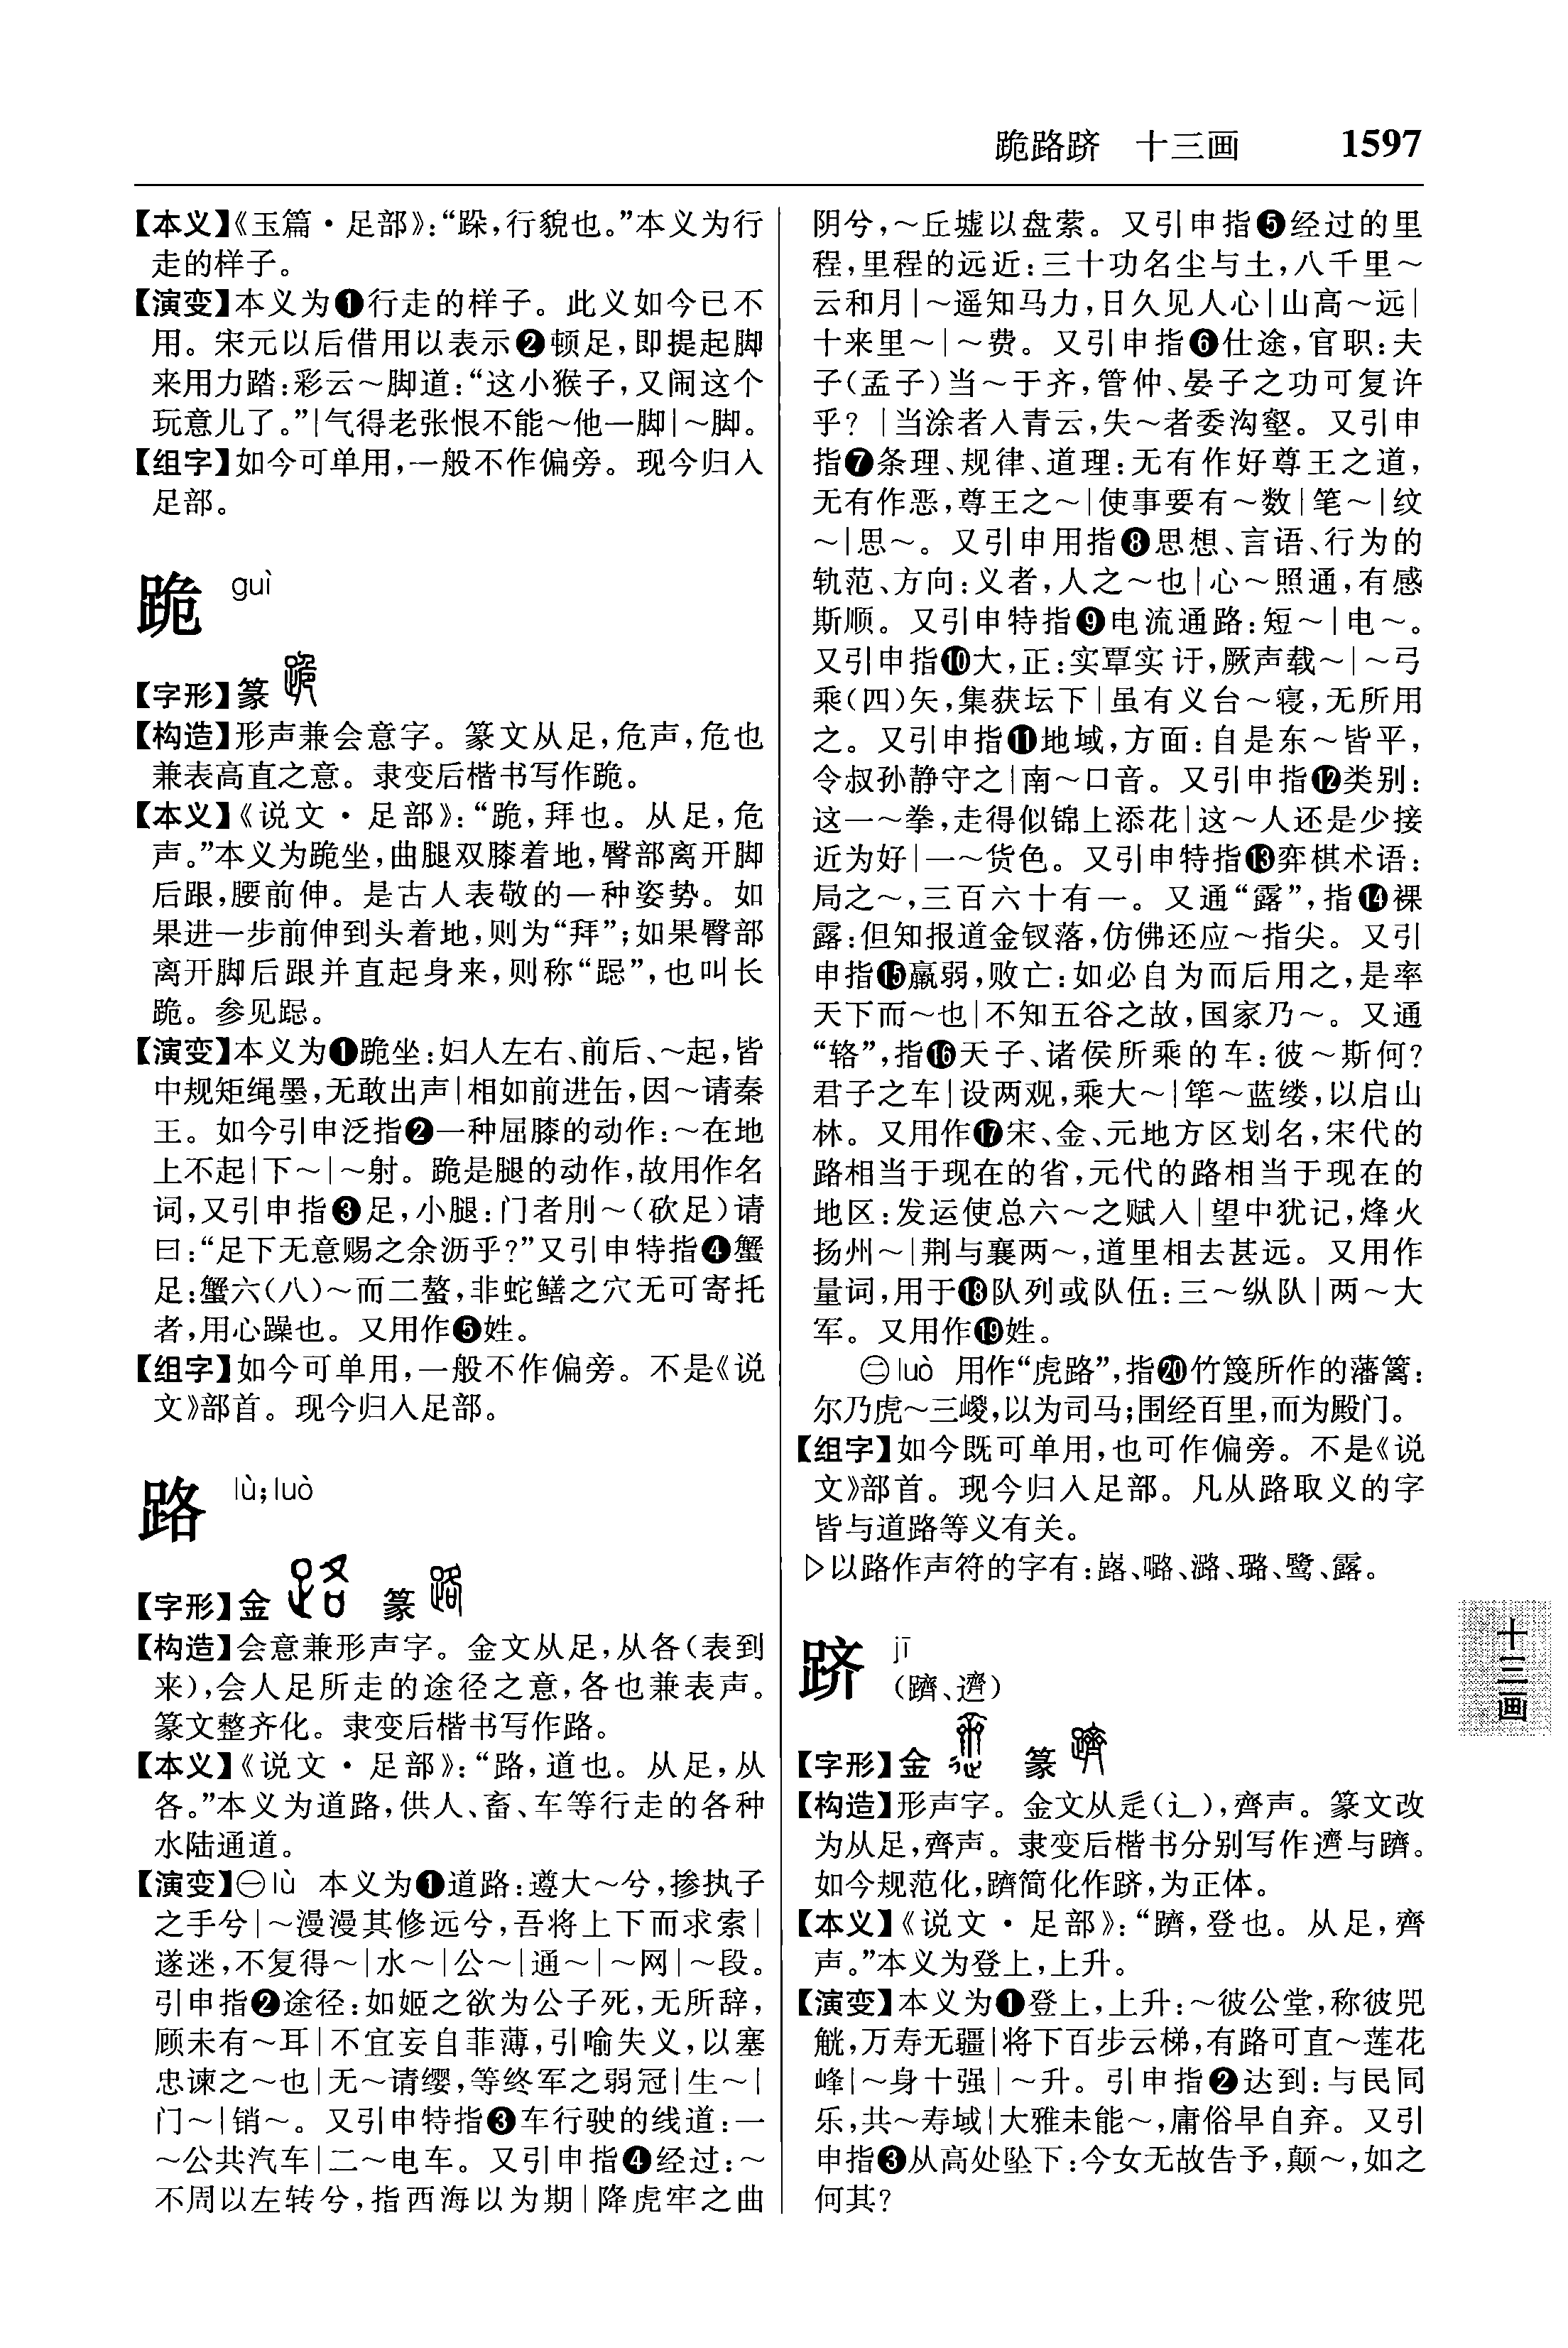 跪路跻　十三画　1597
【本义】《玉篇·足部》：“跺，行貌也。”本义为行
走的样子。
【演变】本义为❶行走的样子。此义如今已不
用。宋元以后借用以表示❷顿足，即提起脚
来用力踏：彩云～脚道：“这小猴子，又闹这个
玩意儿了。”|气得老张恨不能～他一脚|～脚。
【组字】如今可单用，一般不作偏旁。现今归入
足部。
跪 guì
【字形】篆
【构造】形声兼会意字。篆文从足，危声，危也
兼表高直之意。隶变后楷书写作跪。
【本义】《说文·足部》：“跪，拜也。从足，危
声。”本义为跪坐，曲腿双膝着地，臀部离开脚
后跟，腰前伸。是古人表敬的一种姿势。如
果进一步前伸到头着地，则为“拜”；如果臀部
离开脚后跟并直起身来，则称“跽”，也叫长
跪。参见跽。
【演变】本义为❶跪坐：妇人左右、前后、～起，皆
中规矩绳墨，无敢出声|相如前进缶，因～请秦
王。如今引申泛指❷一种屈膝的动作：～在地
上不起|下～|～射。跪是腿的动作，故用作名
词，又引申指❸足，小腿：门者刖～（砍足）请
曰：“足下无意赐之余沥乎?”又引申特指❹蟹
足：蟹六（八）～而二螯，非蛇鳝之穴无可寄托
者，用心躁也。又用作❺姓。
【组字】如今可单用，一般不作偏旁。不是《说
文》部首。现今归入足部。
路 lù；luò
【字形】金　篆
【构造】会意兼形声字。金文从足，从各（表到
来），会人足所走的途径之意，各也兼表声。
篆文整齐化。隶变后楷书写作路。
【本义】《说文·足部》：“路，道也。从足，从
各。”本义为道路，供人、畜、车等行走的各种
水陆通道。
【演变】㊀lù　本义为❶道路：遵大～兮，掺执子
之手兮|～漫漫其修远兮，吾将上下而求索|
遂迷，不复得～|水～|公～|通～|～网|～段。
引申指❷途径：如姬之欲为公子死，无所辞，
顾未有～耳|不宜妄自菲薄，引喻失义，以塞
忠谏之～也|无～请缨，等终军之弱冠|生～|
门～|销～。又引申特指❸车行驶的线道：一
～公共汽车|二～电车。又引申指❹经过：～
不周以左转兮，指西海以为期|降虎牢之曲
阴兮，～丘墟以盘萦。又引申指❺经过的里
程，里程的远近：三十功名尘与土，八千里～
云和月|～遥知马力，日久见人心|山高～远|
十来里～|～费。又引申指❻仕途，官职：夫
子（孟子）当～于齐，管仲、晏子之功可复许
乎？|当涂者入青云，失～者委沟壑。又引申
指❼条理、规律、道理：无有作好尊王之道，
无有作恶，尊王之～|使事要有～数|笔～|纹
～|思～。又引申用指❽思想、言语、行为的
轨范、方向：义者，人之～也|心～照通，有感
斯顺。又引申特指❾电流通路：短～|电～。
又引申指❿大，正：实覃实讦，厥声载～|～弓
乘（四）矢，集获坛下|虽有义台～寝，无所用
之。又引申指⓫地域，方面：自是东～皆平，
令叔孙静守之|南～口音。又引申指⓬类别：
这一～拳，走得似锦上添花|这～人还是少接
近为好|一～货色。又引申特指⓭弈棋术语：
局之～，三百六十有一。又通“露”，指⓮裸
露：但知报道金钗落，仿佛还应～指尖。又引
申指⓯羸弱，败亡：如必自为而后用之，是率
天下而～也|不知五谷之故，国家乃～。又通
“辂”，指⓰天子、诸侯所乘的车：彼～斯何？
君子之车|设两观，乘大～|筚～蓝缕，以启山
林。又用作⓱宋、金、元地方区划名，宋代的
路相当于现在的省，元代的路相当于现在的
地区：发运使总六～之赋入|望中犹记，烽火
扬州～|荆与襄两～，道里相去甚远。又用作
量词，用于⓲队列或队伍：三～纵队|两～大
军。又用作⓳姓。
㊁luò　用作“虎路”，指⓴竹篾所作的藩篱：
尔乃虎～三嵕，以为司马；围经百里，而为殿门。
【组字】如今既可单用，也可作偏旁。不是《说
文》部首。现今归入足部。凡从路取义的字
皆与道路等义有关。
▷以路作声符的字有：蕗、㗢、潞、璐、鹭、露。
跻 jī
（躋、隮）
【字形】金　篆
【构造】形声字。金文从辵（辶），齊声。篆文改
为从足，齊声。隶变后楷书分别写作䢢与躋。
如今规范化，躋简化作跻，为正体。
【本义】《说文·足部》：“躋，登也。从足，齊
声。”本义为登上，上升。
【演变】本义为❶登上，上升：～彼公堂，称彼兕
觥，万寿无疆|将下百步云梯，有路可直～莲花
峰|～身十强|～升。引申指❷达到：与民同
乐，共～寿域|大雅未能～，庸俗早自弃。又引
申指❸从高处坠下：今女无故告予，颠～，如之
何其？
十三画